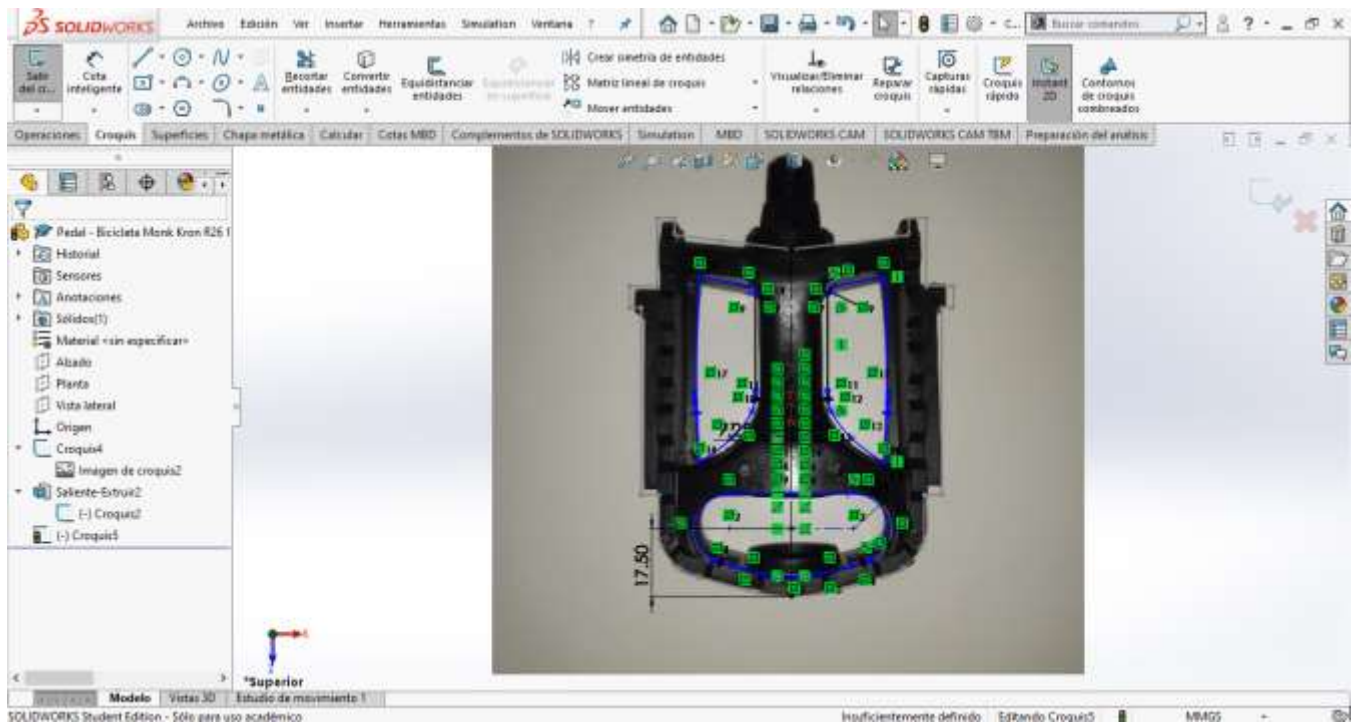 SOLIDWORKS Archivo Edición Ver Insertar Herramientas Simulation Ventana ? Buscar comandos
Salir del cr...
Cota inteligente
Recortar entidades
Convertir entidades
Equidistanciar entidades
Crear simetría de entidades
Matriz lineal de croquis
Mover entidades
Visualizar/Eliminar relaciones
Reparar croquis
Capturas rápidas
Croquis rápido
Instant 2D
Contornos de croquis sombreados
Operaciones Croquis Superficies Chapa metálica Calcular Cotas MBD Complementos de SOLIDWORKS Simulation MBD SOLIDWORKS CAM SOLIDWORKS CAM TBM Preparación del análisis
Pedal - Bicicleta Monk Kron R26 1
Historial
Sensores
Anotaciones
Sólidos(1)
Material <sin especificar>
Alzado
Planta
Vista lateral
Origen
Croquis4
Imagen de croquis2
Saliente-Extruir2
(-) Croquis2
(-) Croquis5
17.50
*Superior
Modelo Vistas 3D Estudio de movimiento 1
SOLIDWORKS Student Edition - Sólo para uso académico Insuficientemente definido Editando Croquis5 MMGS